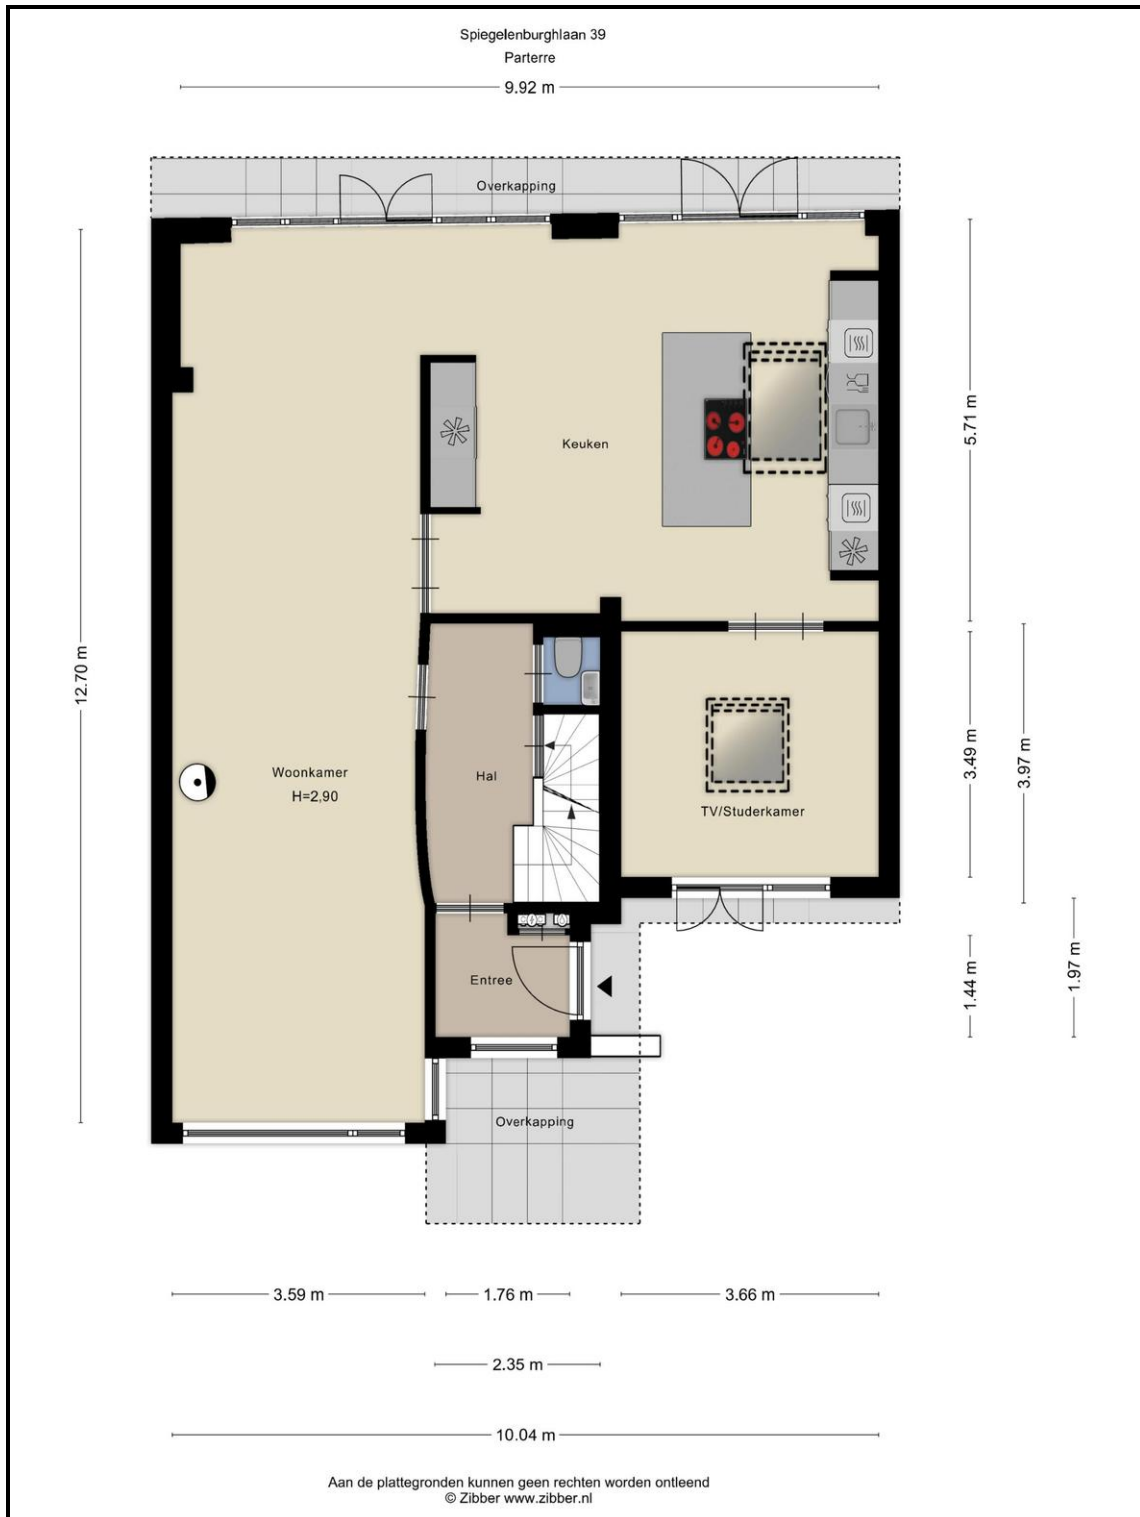 Spiegelenburghlaan 39
Parterre
9.92 m
Overkapping
5.71 m
Keuken
12.70 m
3.49 m
3.97 m
Woonkamer
H=2,90
Hal
TV/Studerkamer
1.44 m
1.97 m
Entree
Overkapping
3.59 m
1.76 m
3.66 m
2.35 m
10.04 m
Aan de plattegronden kunnen geen rechten worden ontleend
© Zibber www.zibber.nl